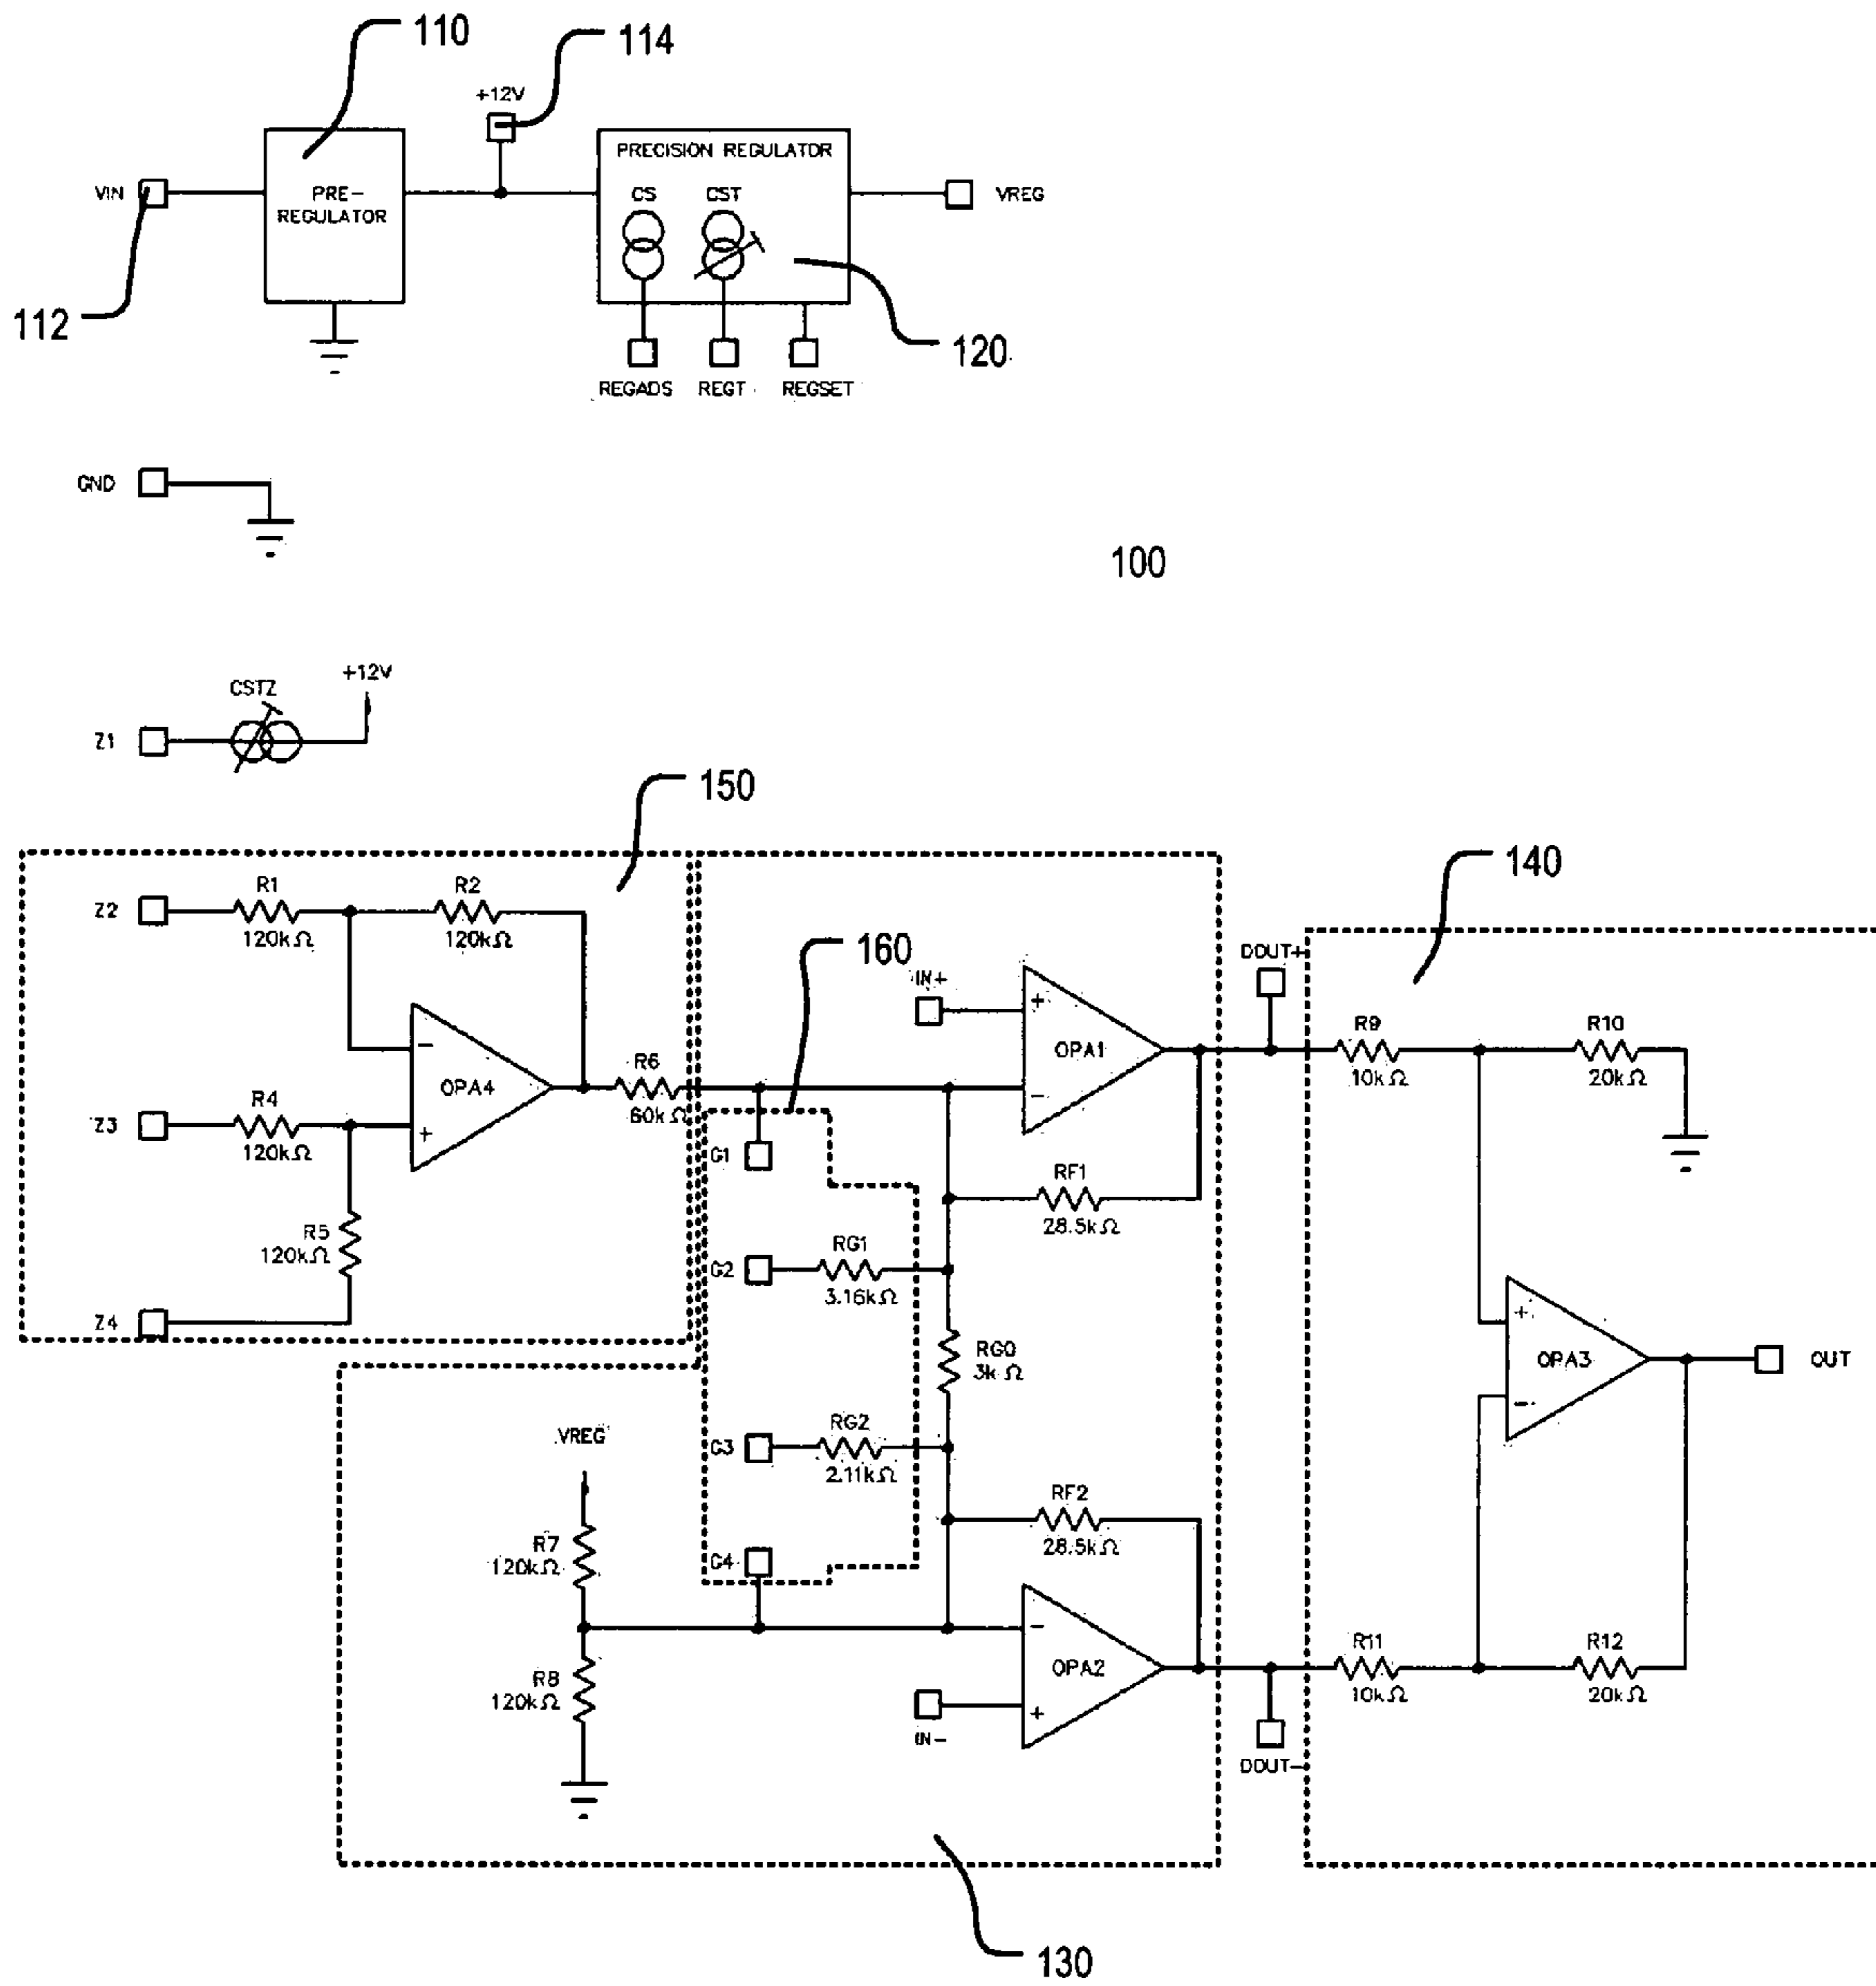 110
114
+12V
PRECISION REGULATOR
VIN
PRE-
REGULATOR
CS
CST
VREG
112
120
REGADS
REGT
REGSET
GND
100
CSTZ
+12V
Z1
150
140
Z2
R1
120kΩ
R2
120kΩ
160
IN+
DOUT+
+
OPA1
-
R9
10kΩ
R10
20kΩ
-
OPA4
+
R6
60kΩ
Z3
R4
120kΩ
G1
RF1
28.5kΩ
R5
120kΩ
G2
RG1
3.16kΩ
Z4
RG0
3kΩ
+
OPA3
-
OUT
VREG
G3
RG2
2.11kΩ
RF2
28.5kΩ
R7
120kΩ
G4
R8
120kΩ
-
OPA2
+
R11
10kΩ
R12
20kΩ
IN-
DOUT-
130